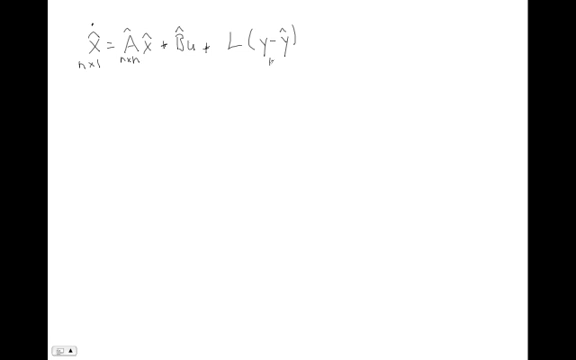 x̂̇ = Âx̂ + B̂u + L(y-ŷ)
n×1 n×n